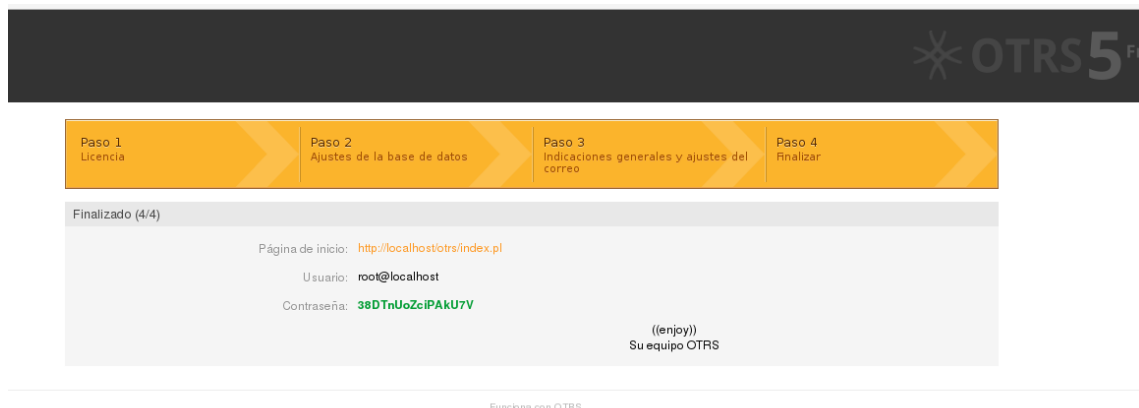 OTRS 5
Paso 1
Licencia
Paso 2
Ajustes de la base de datos
Paso 3
Indicaciones generales y ajustes del
correo
Paso 4
Finalizar
Finalizado (4/4)
Página de inicio: http://localhost/otrs/index.pl
Usuario: root@localhost
Contraseña: 38DTnUoZciPAkU7V
((enjoy))
Su equipo OTRS
Funciona con OTRS